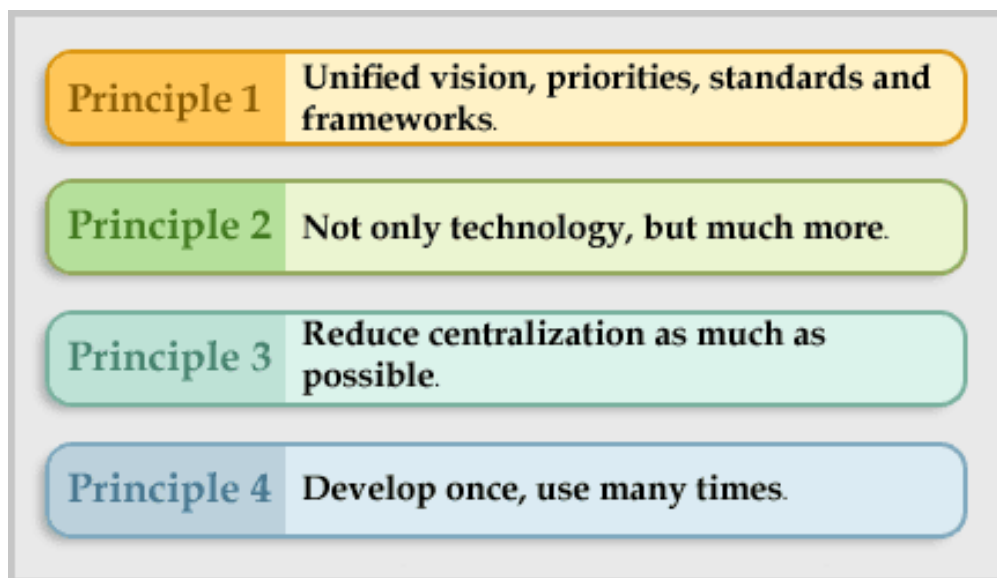 Principle 1
Unified vision, priorities, standards and
frameworks.
Principle 2
Not only technology, but much more.
Principle 3
Reduce centralization as much as
possible.
Principle 4
Develop once, use many times.